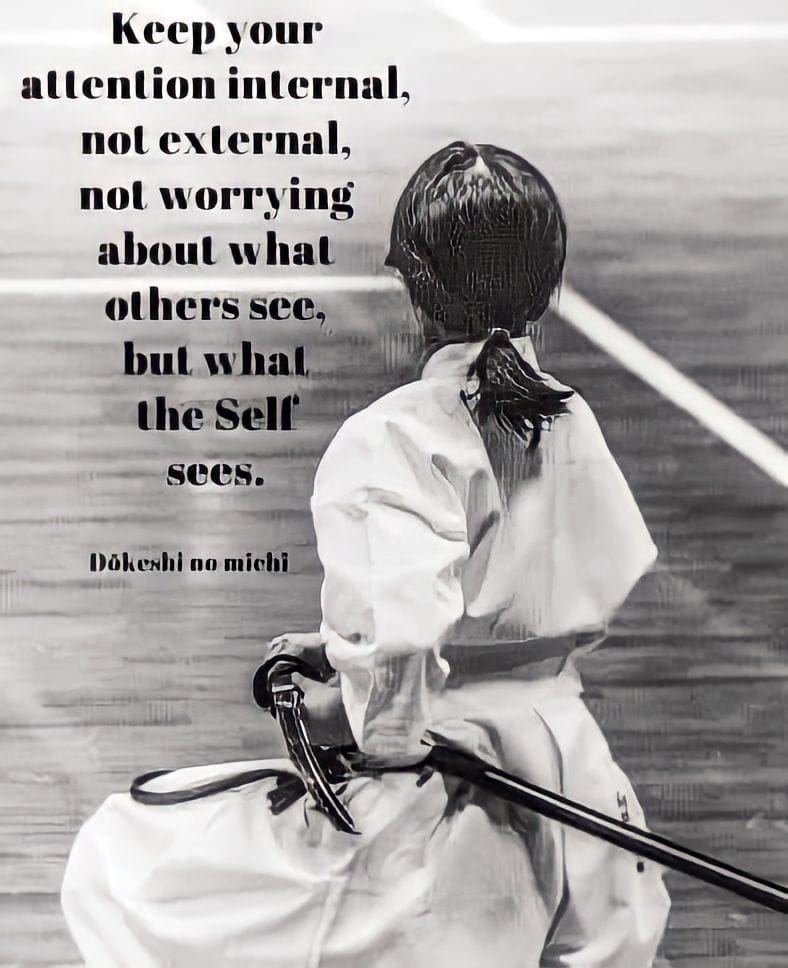 Keep your
attention internal,
not external,
not worrying
about what
others see,
but what
the Self
sees.
Dôkeshi no michi